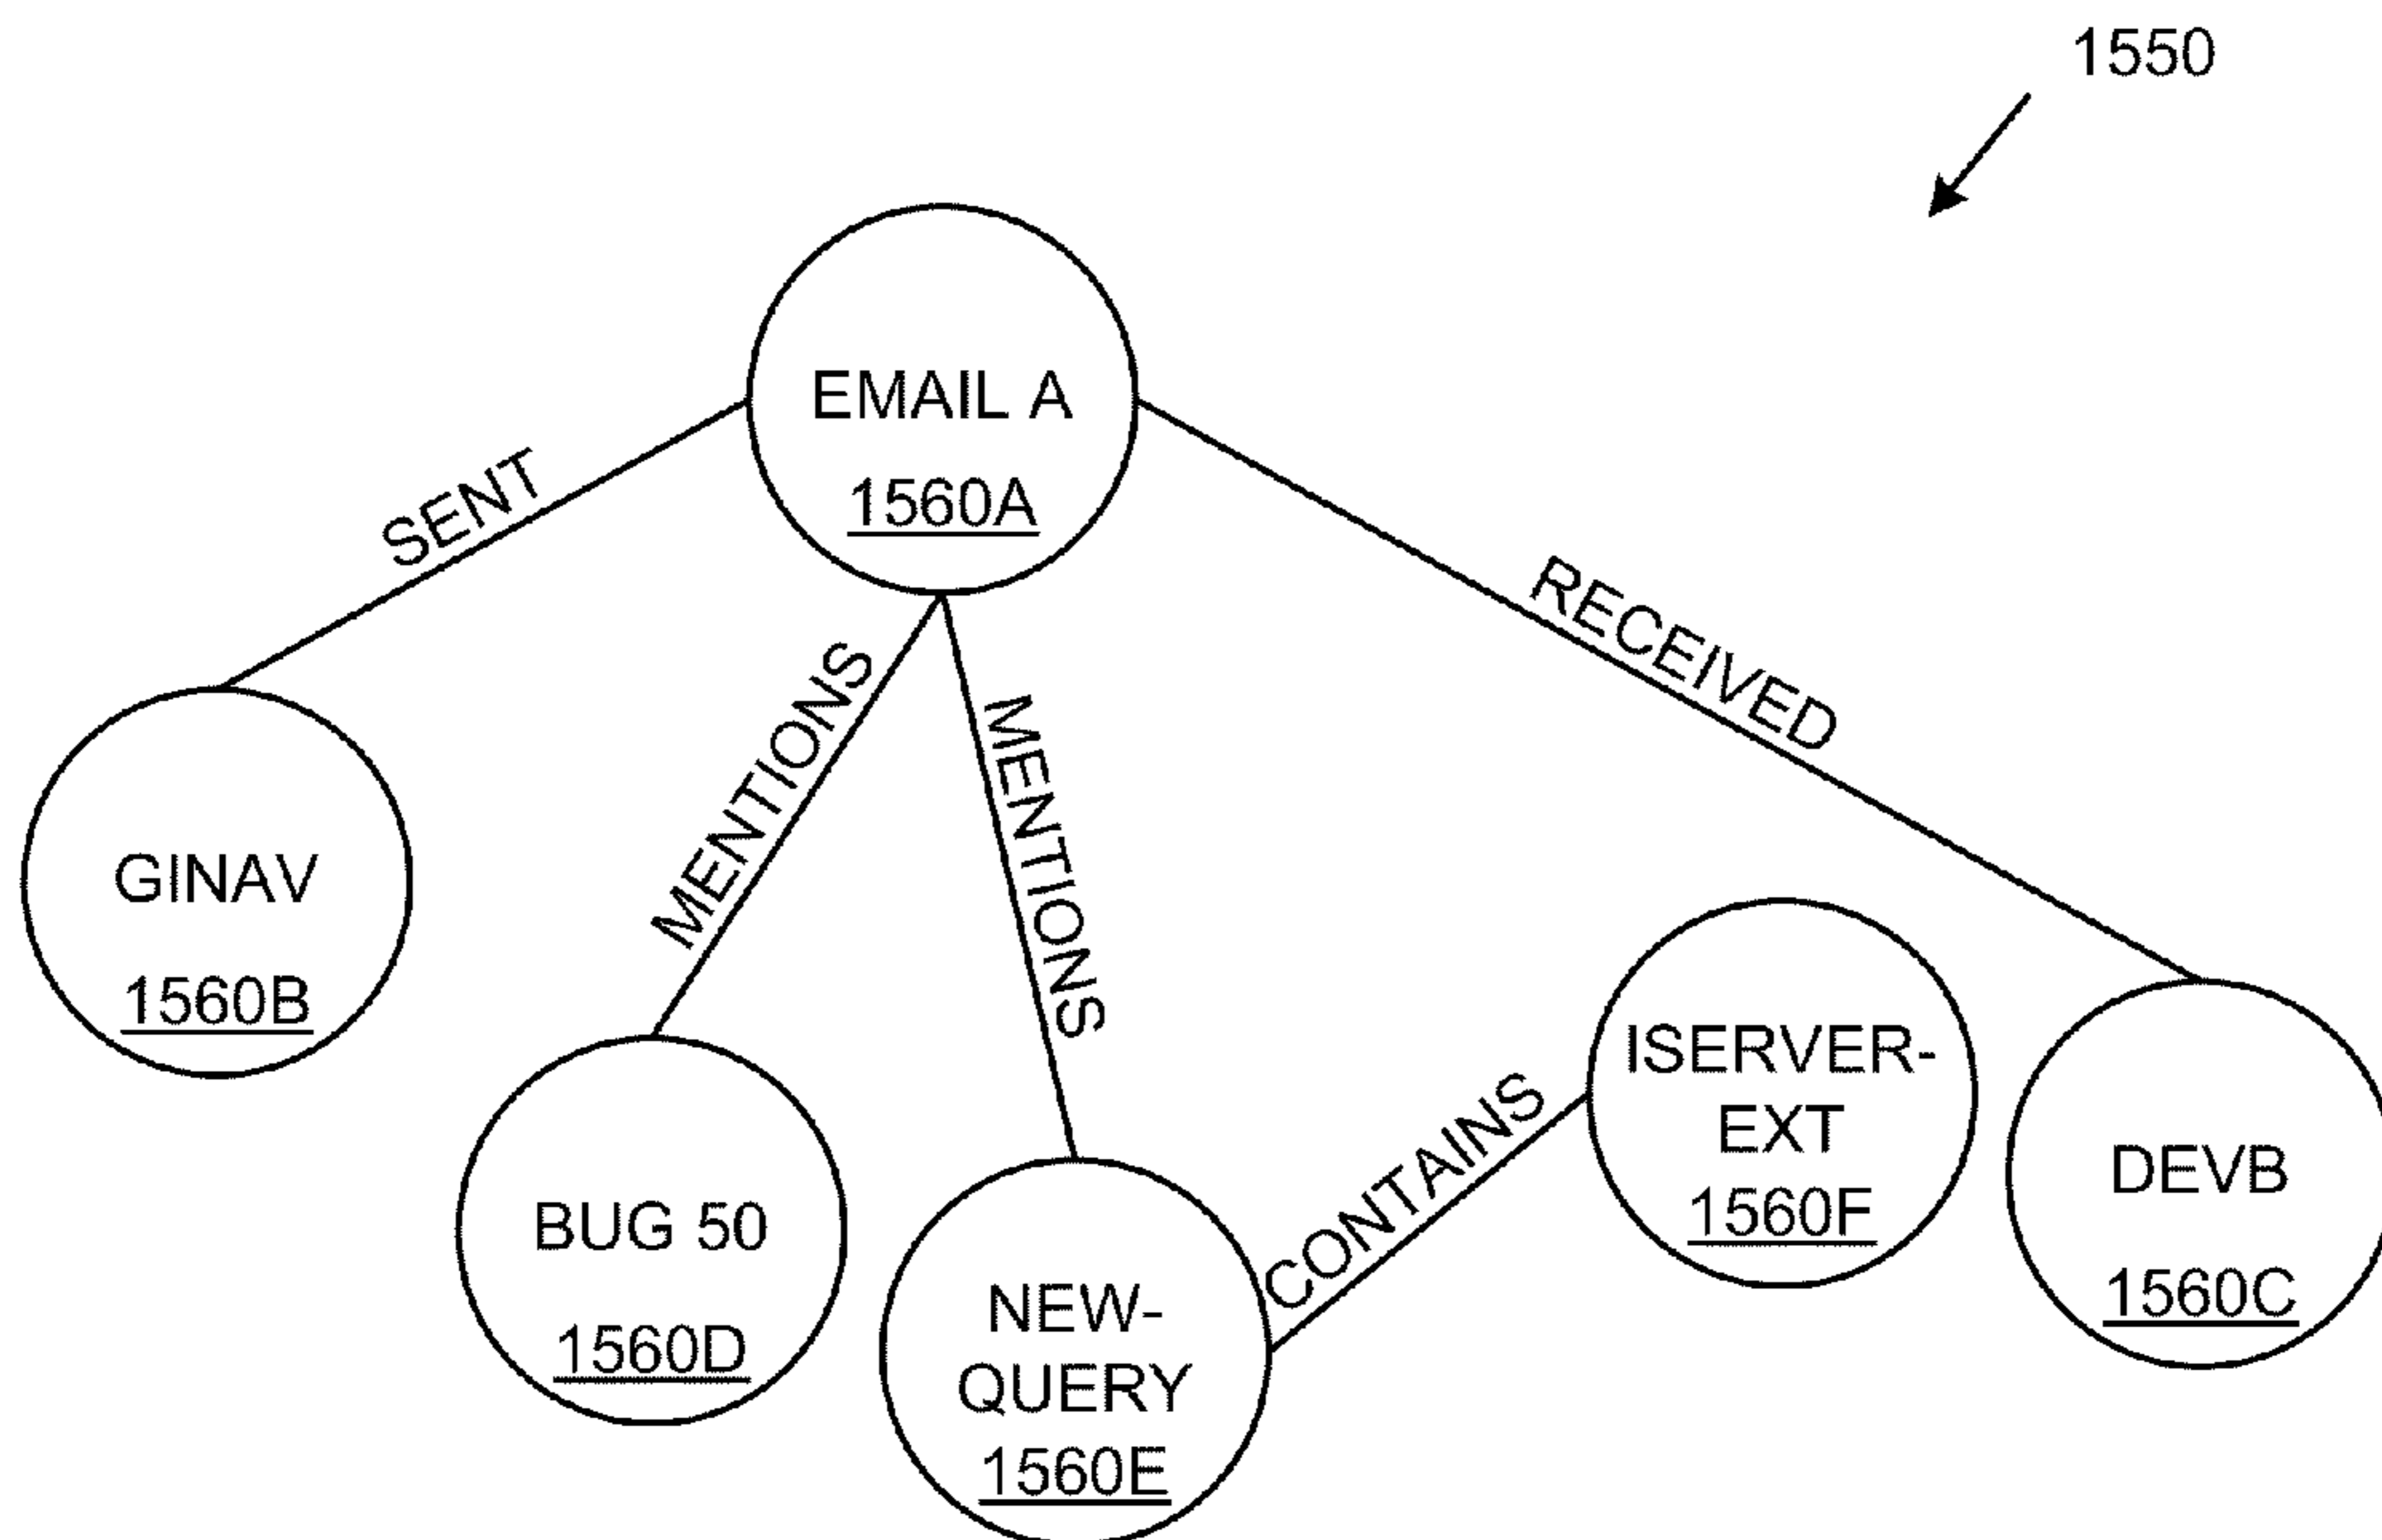 1550
EMAIL A
1560A
SENT
MENTIONS
MENTIONS
RECEIVED
GINAV
1560B
BUG 50
1560D
NEW-
QUERY
1560E
CONTAINS
ISERVER-
EXT
1560F
DEVB
1560C